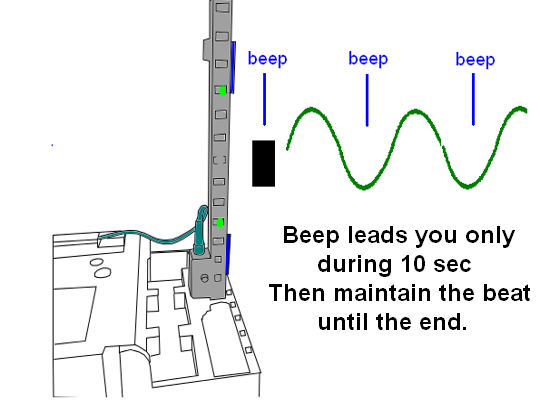 beep beep beep
Beep leads you only
during 10 sec
Then maintain the beat
until the end.